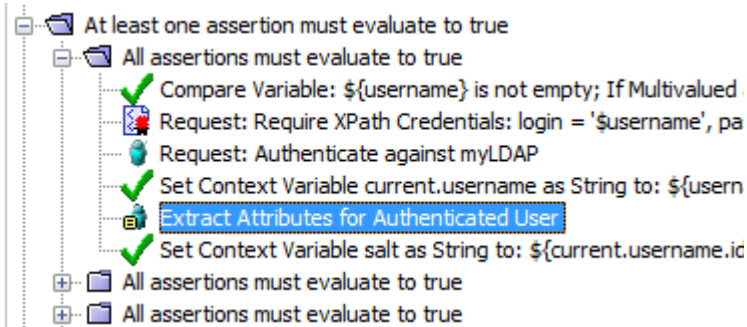 At least one assertion must evaluate to true
All assertions must evaluate to true
Compare Variable: ${username} is not empty; If Multivalued
Request: Require XPath Credentials: login = '$username', pa
Request: Authenticate against myLDAP
Set Context Variable current.username as String to: ${usern
Extract Attributes for Authenticated User
Set Context Variable salt as String to: ${current.username.id
All assertions must evaluate to true
All assertions must evaluate to true